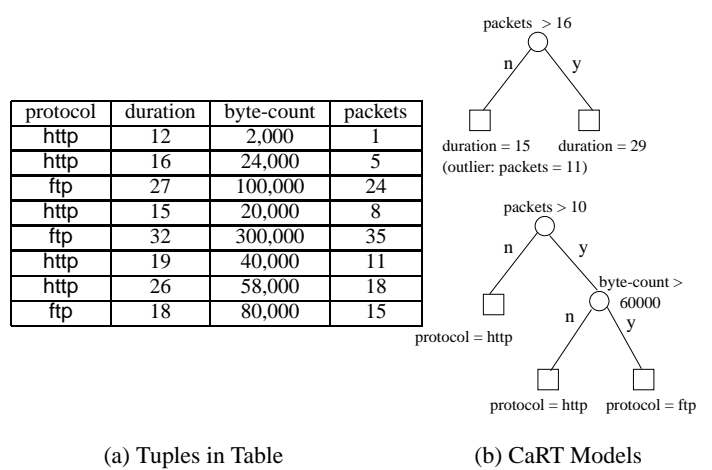 protocol duration byte-count packets
http 12 2,000 1
http 16 24,000 5
ftp 27 100,000 24
http 15 20,000 8
ftp 32 300,000 35
http 19 40,000 11
http 26 58,000 18
ftp 18 80,000 15
(a) Tuples in Table
packets > 16
n y
duration = 15 duration = 29
(outlier: packets = 11)
packets > 10
n y
byte-count >
60000
protocol = http
n y
protocol = http protocol = ftp
(b) CaRT Models